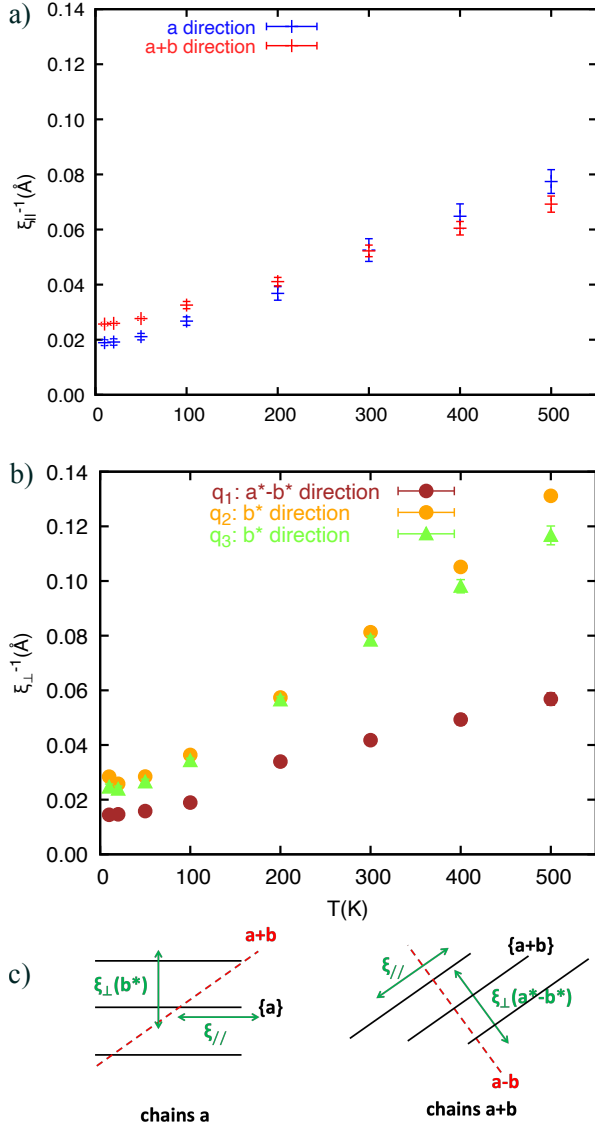 a)
a direction
a+b direction
ξ||⁻¹(Å)
0.14
0.12
0.10
0.08
0.06
0.04
0.02
0.00
0 100 200 300 400 500
b)
q₁: a*-b* direction
q₂: b* direction
q₃: b* direction
ξ⊥⁻¹(Å)
0.14
0.12
0.10
0.08
0.06
0.04
0.02
0.00
0 100 200 300 400 500
T(K)
c)
a+b
ξ⊥(b*)
{a}
ξ//
chains a
{a+b}
ξ//
ξ⊥(a*-b*)
a-b
chains a+b